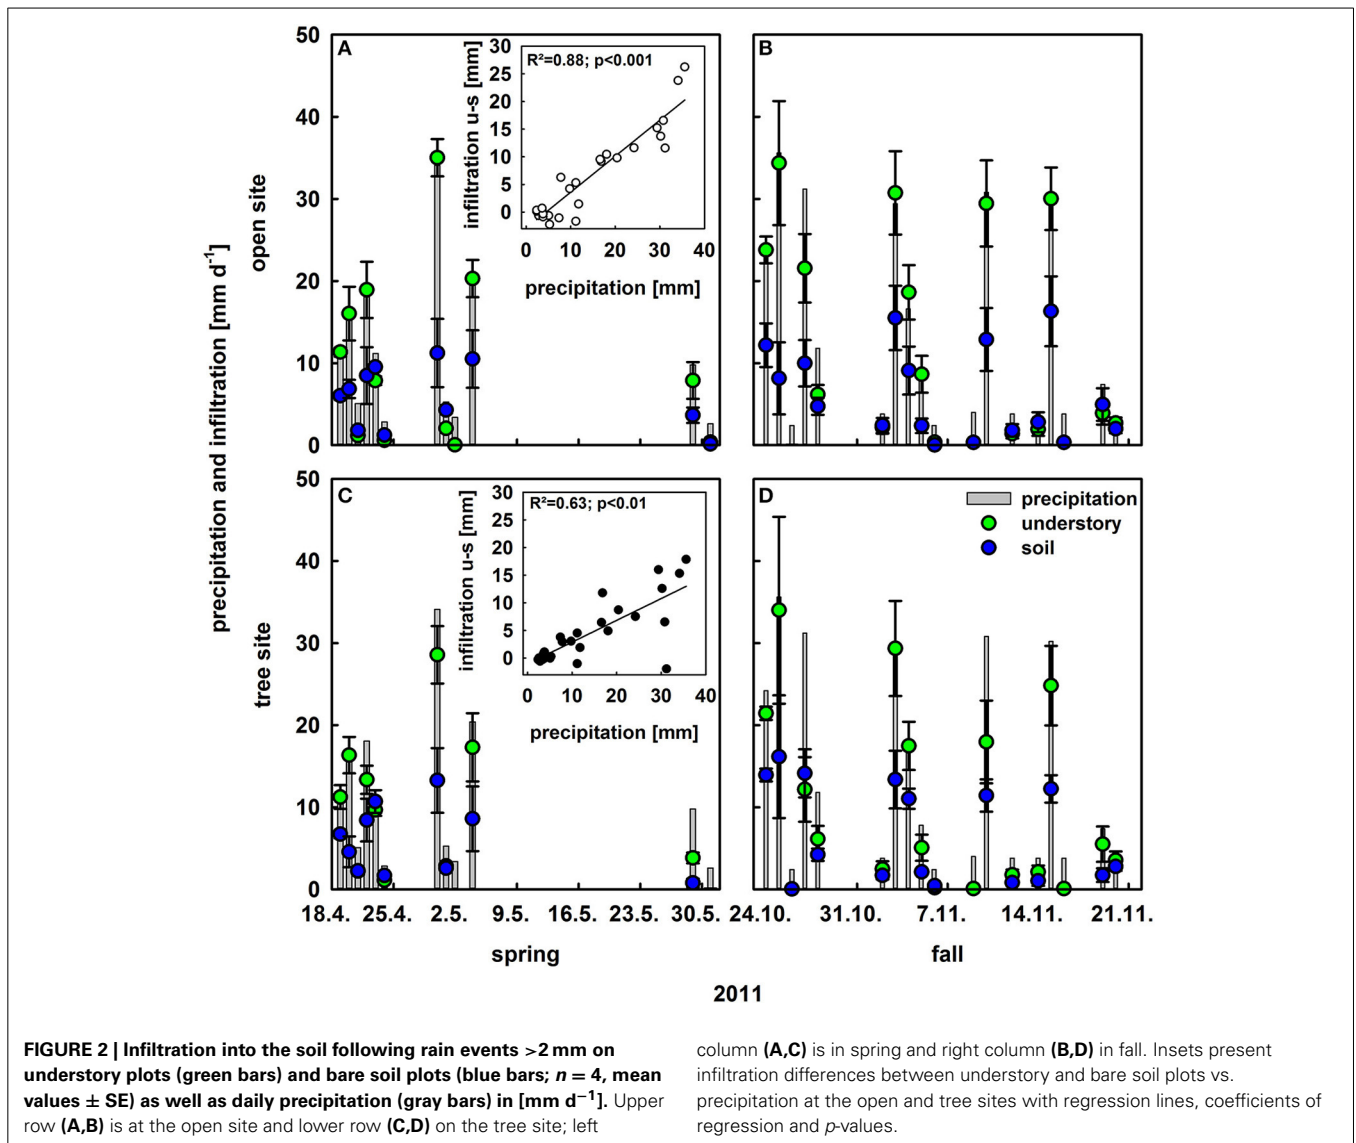 A
50
40
30
20
10
0
R²=0.88; p<0.001
30
25
20
15
10
5
0
infiltration u-s [mm]
0 10 20 30 40
precipitation [mm]
B
open site
precipitation and infiltration [mm d⁻¹]
C
50
40
30
20
10
0
R²=0.63; p<0.01
30
25
20
15
10
5
0
infiltration u-s [mm]
0 10 20 30 40
precipitation [mm]
D
precipitation
understory
soil
tree site
18.4. 25.4. 2.5. 9.5. 16.5. 23.5. 30.5. 24.10. 31.10. 7.11. 14.11. 21.11.
spring fall
2011
FIGURE 2 | Infiltration into the soil following rain events >2 mm on
understory plots (green bars) and bare soil plots (blue bars; n = 4, mean
values ± SE) as well as daily precipitation (gray bars) in [mm d⁻¹]. Upper
row (A,B) is at the open site and lower row (C,D) on the tree site; left
column (A,C) is in spring and right column (B,D) in fall. Insets present
infiltration differences between understory and bare soil plots vs.
precipitation at the open and tree sites with regression lines, coefficients of
regression and p-values.